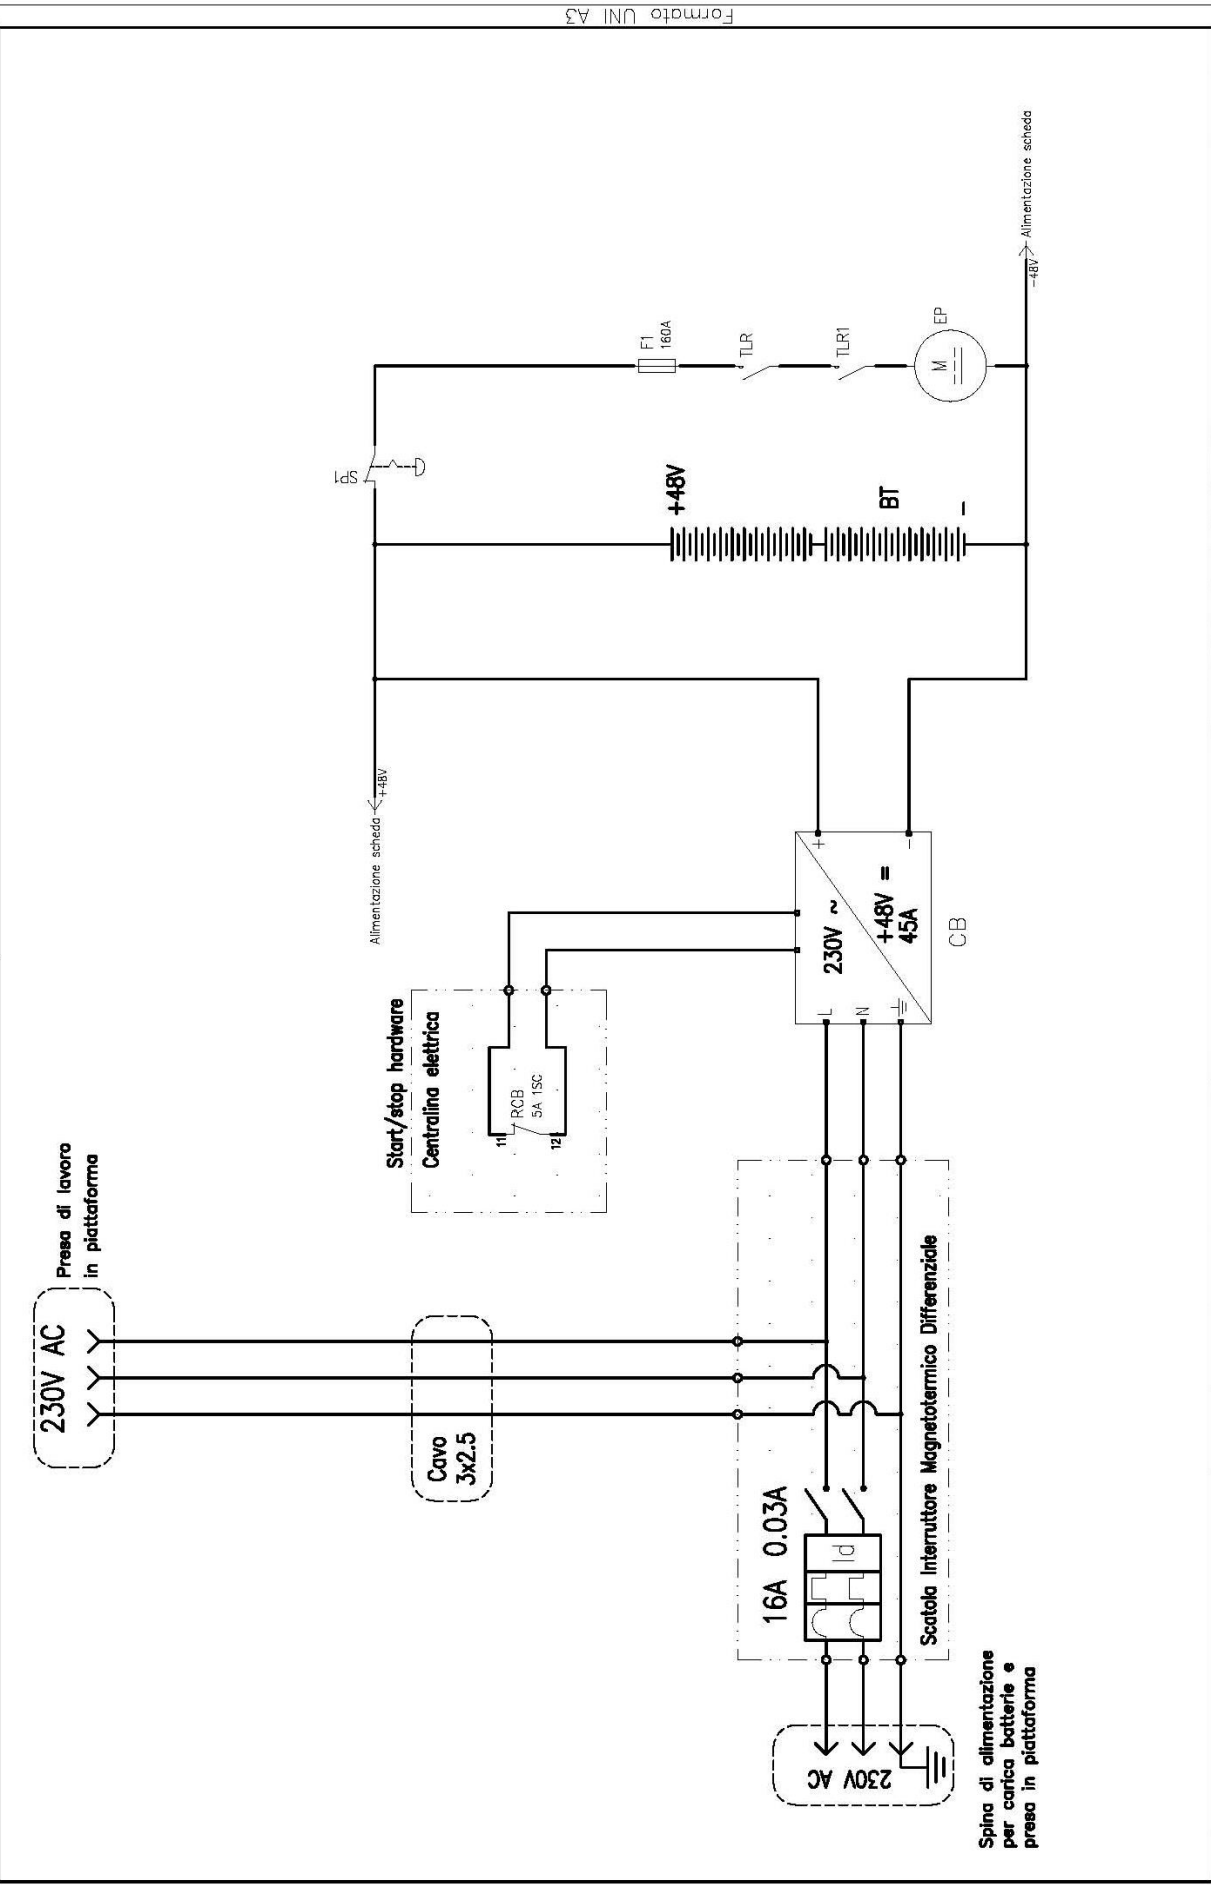 Formato UNI A3
230V AC
Presa di lavoro
in piattaforma
Cavo
3x2.5
Start/stop hardware
Centralina elettrica
11
12
RCB
5A 1SC
Alimentazione scheda
+48V
SP1
F1
160A
TLR
TLR1
M
EP
-48V
Alimentazione scheda
+48V
BT
-
230V ~
+48V =
45A
+
-
L
N
CB
16A 0.03A
Id
Scatola Interruttore Magnetotermico Differenziale
230V AC
Spina di alimentazione
per carica batterie e
presa in piattaforma